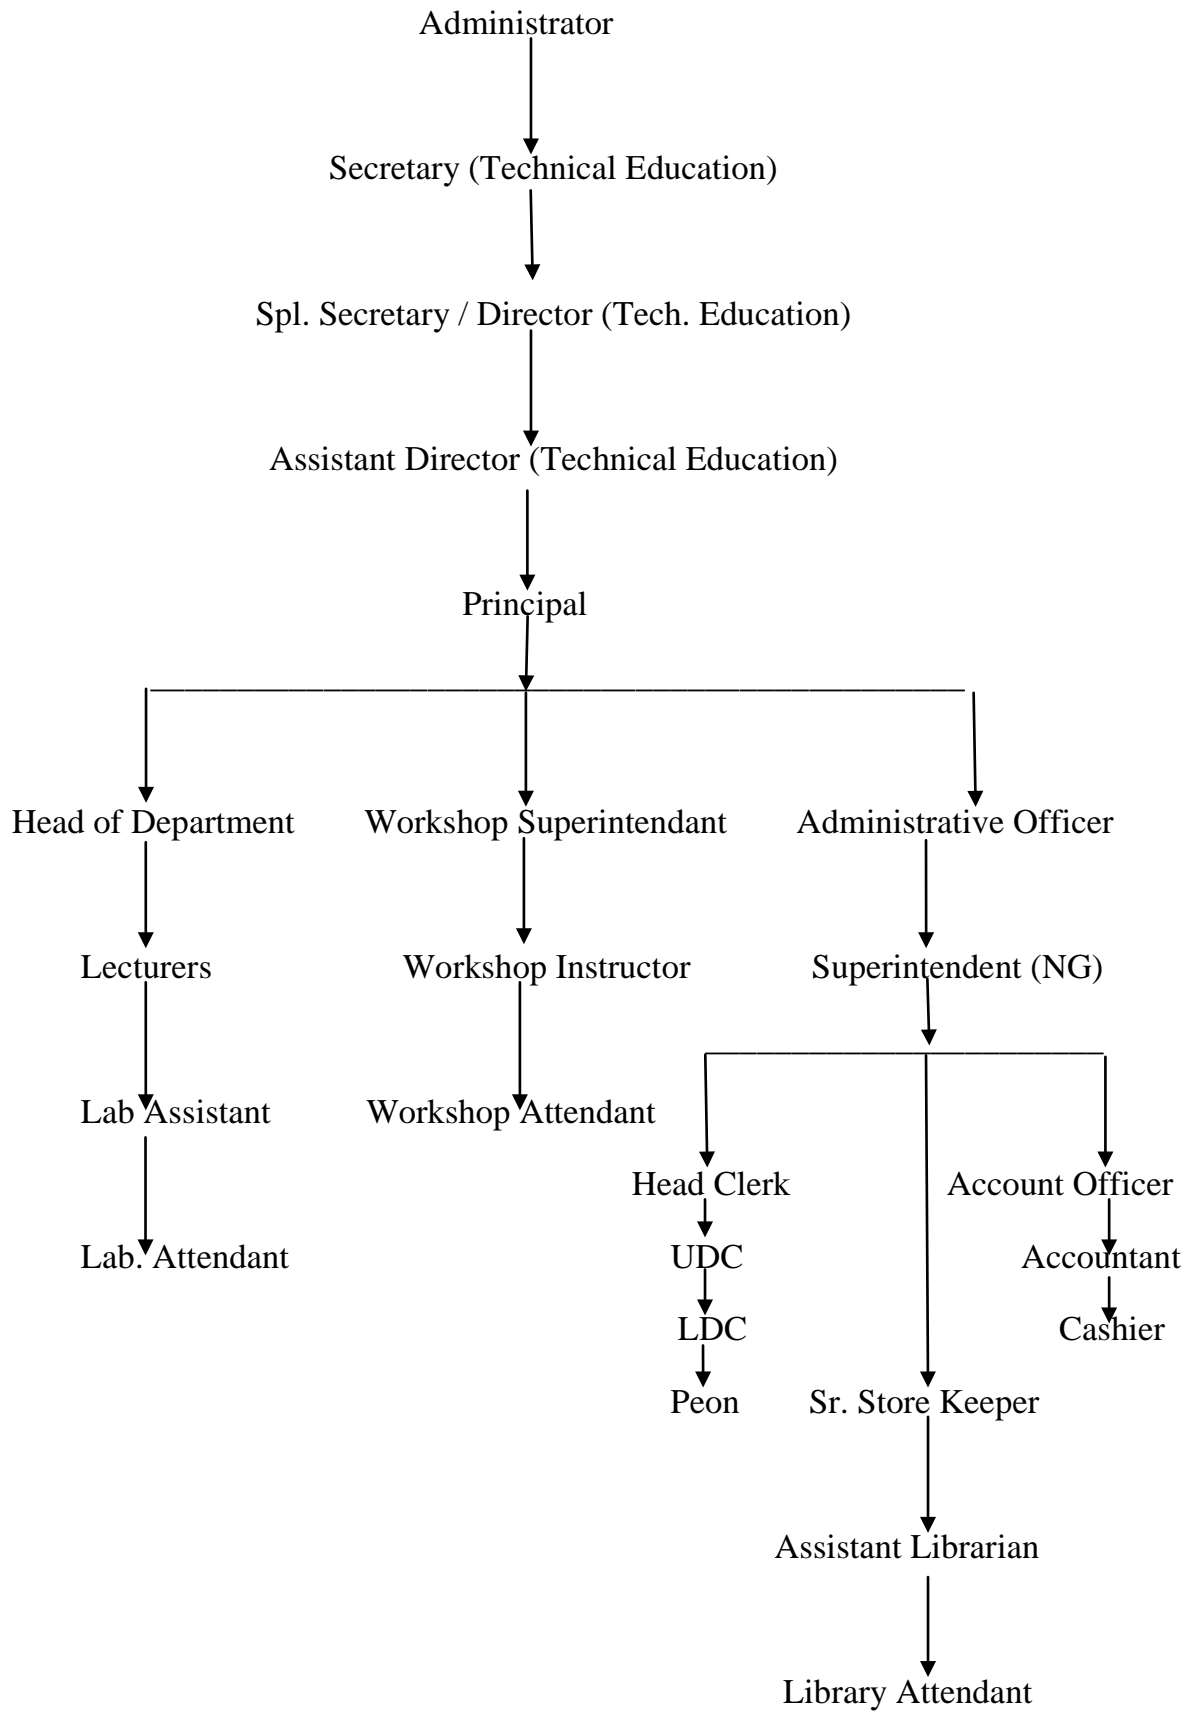 Administrator
Secretary (Technical Education)
Spl. Secretary / Director (Tech. Education)
Assistant Director (Technical Education)
Principal
Head of Department Workshop Superintendant Administrative Officer
Lecturers Workshop Instructor Superintendent (NG)
Lab Assistant Workshop Attendant
Head Clerk Account Officer
Lab. Attendant UDC Accountant
LDC Cashier
Peon Sr. Store Keeper
Assistant Librarian
Library Attendant